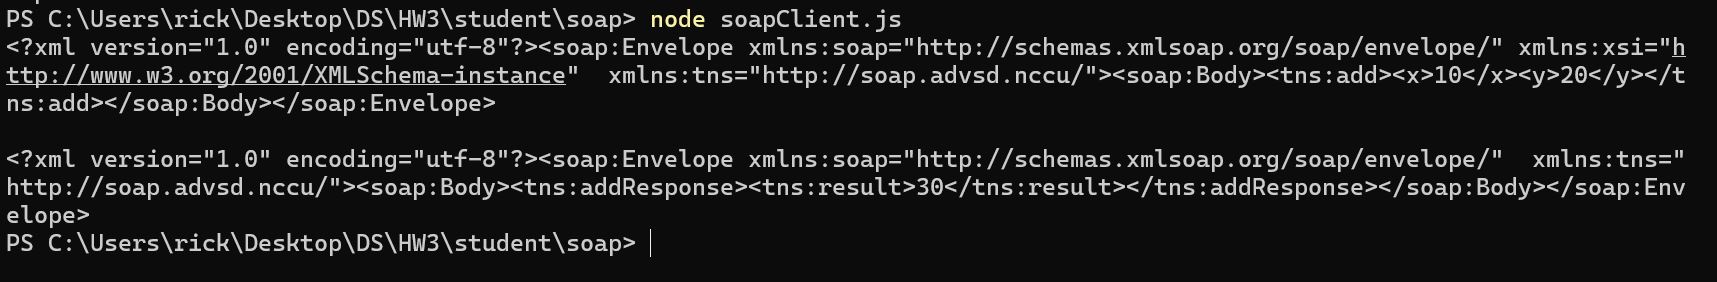 PS C:\Users\rick\Desktop\DS\HW3\student\soap> node soapClient.js
<?xml version="1.0" encoding="utf-8"?><soap:Envelope xmlns:soap="http://schemas.xmlsoap.org/soap/envelope/" xmlns:xsi="h
ttp://www.w3.org/2001/XMLSchema-instance"  xmlns:tns="http://soap.advsd.nccu/"><soap:Body><tns:add><x>10</x><y>20</y></t
ns:add></soap:Body></soap:Envelope>

<?xml version="1.0" encoding="utf-8"?><soap:Envelope xmlns:soap="http://schemas.xmlsoap.org/soap/envelope/"  xmlns:tns="
http://soap.advsd.nccu/"><soap:Body><tns:addResponse><tns:result>30</tns:result></tns:addResponse></soap:Body></soap:Env
elope>
PS C:\Users\rick\Desktop\DS\HW3\student\soap>